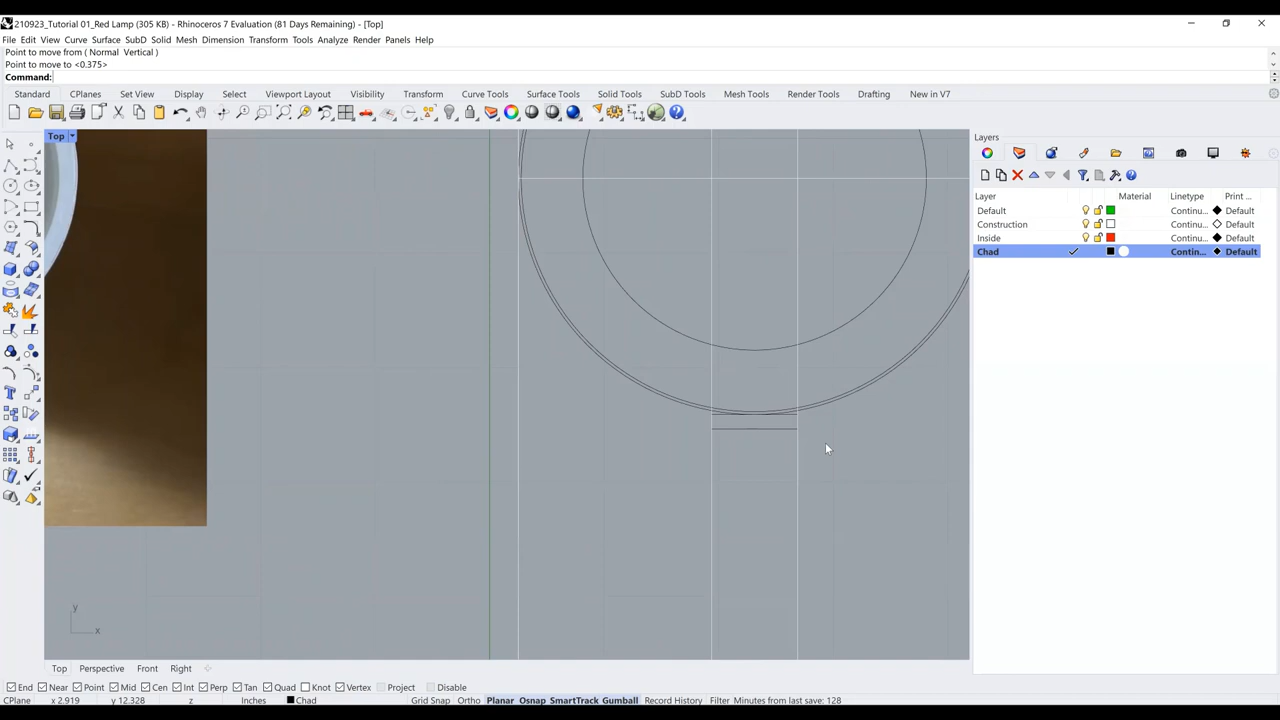 210923_Tutorial 01_Red Lamp (305 KB) - Rhinoceros 7 Evaluation (81 Days Remaining) - [Top]
File Edit View Curve Surface SubD Solid Mesh Dimension Transform Tools Analyze Render Panels Help
Point to move from ( Normal Vertical )
Point to move to <0.375>
Command:
Standard CPlanes Set View Display Select Viewport Layout Visibility Transform Curve Tools Surface Tools Solid Tools SubD Tools Mesh Tools Render Tools Drafting New in V7
Top
Layers
Layer Material Linetype Print ...
Default Continu... Default
Construction Continu... Default
Inside Continu... Default
Chad Contin... Default
y
x
Top Perspective Front Right
End Near Point Mid Cen Int Perp Tan Quad Knot Vertex Project Disable
CPlane x 2.919 y 12.328 z Inches Chad Grid Snap Ortho Planar Osnap SmartTrack Gumball Record History Filter Minutes from last save: 128